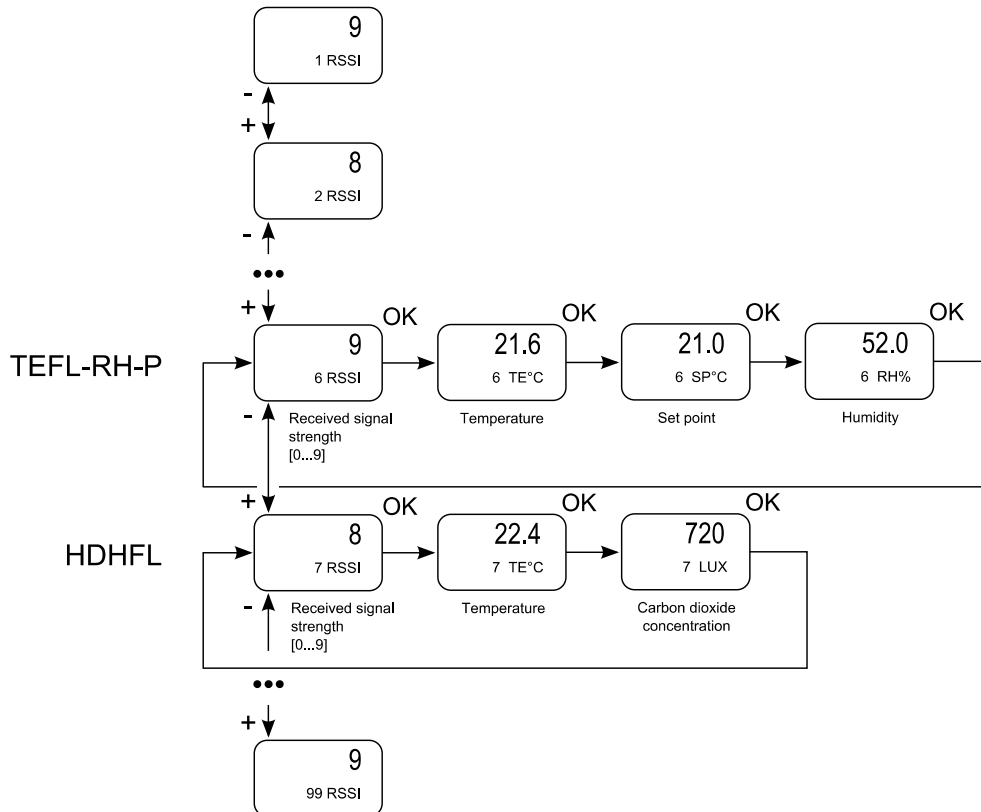 9
1 RSSI
-
+
8
2 RSSI
-
•••
+
OK
OK
OK
OK
TEFL-RH-P
9
6 RSSI
21.6
6 TE°C
21.0
6 SP°C
52.0
6 RH%
-
Received signal
strength
[0...9]
Temperature
Set point
Humidity
+
OK
OK
OK
HDHFL
8
7 RSSI
22.4
7 TE°C
720
7 LUX
-
Received signal
strength
[0...9]
Temperature
Carbon dioxide
concentration
•••
+
9
99 RSSI